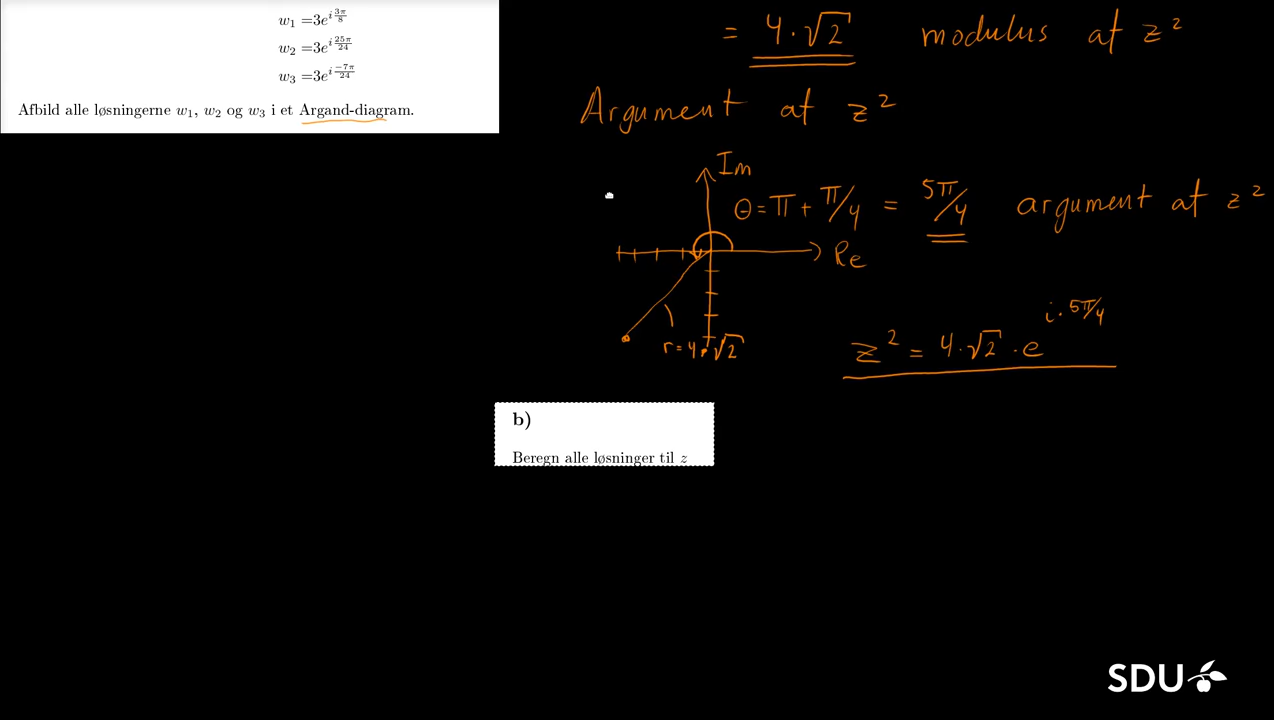 w₁ =3e^{i 3π/8}
w₂ =3e^{i 25π/24}
w₃ =3e^{i -7π/24}
Afbild alle løsningerne w₁, w₂ og w₃ i et Argand-diagram.
= 4·√2 modulus af z²
Argument af z²
Im
θ = π + π/4 = 5π/4 argument af z²
Re
r = 4·√2
z² = 4·√2 · e^{i·5π/4}
b)
Beregn alle løsninger til z
SDU